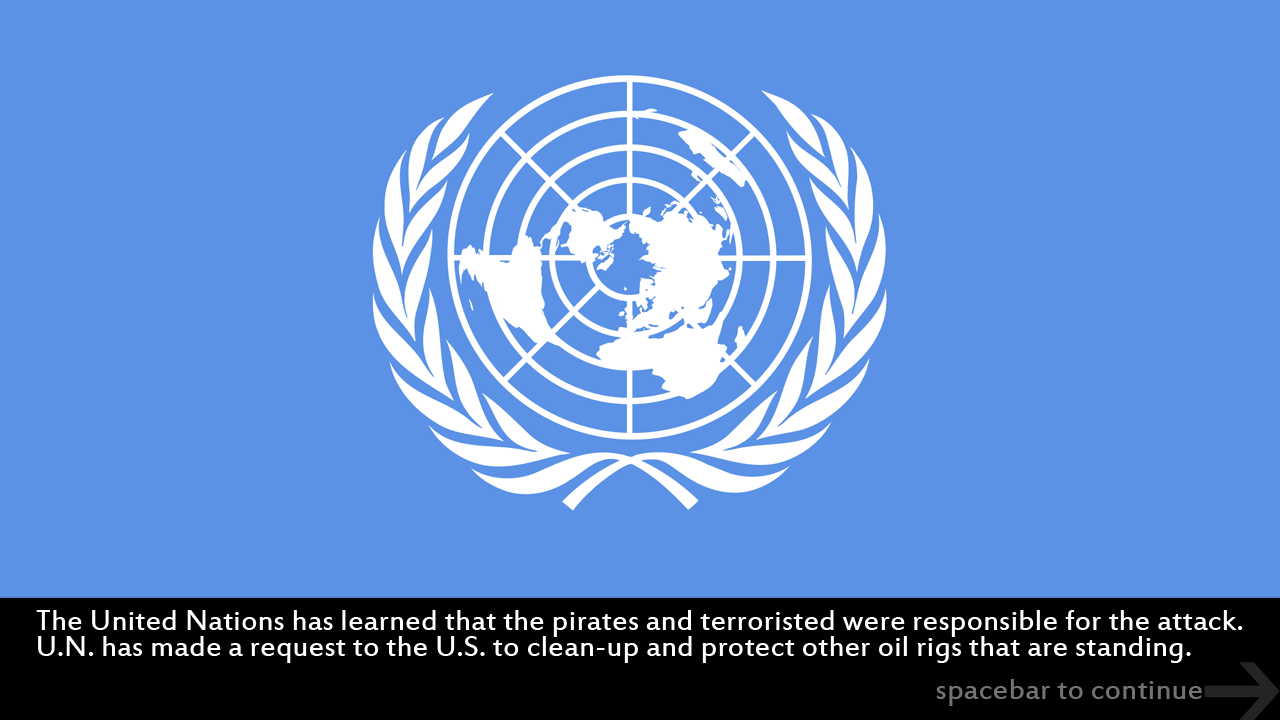 The United Nations has learned that the pirates and terroristed were responsible for the attack.
U.N. has made a request to the U.S. to clean-up and protect other oil rigs that are standing.
spacebar to continue